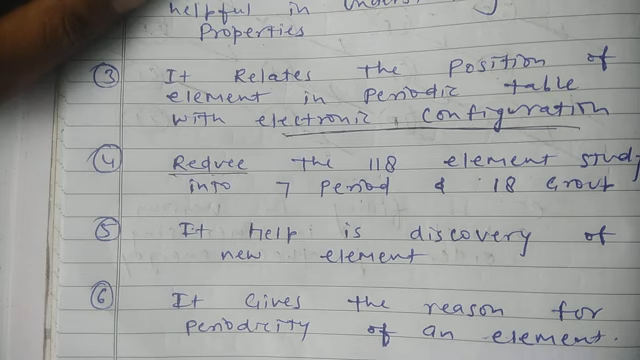 helpful in
Properties
③ It Relates the Position of
element in Periodic table
with electronic configuration
④ Reduce the 118 element study
into 7 Period & 18 Group
⑤ It help is discovery of
new element
⑥ It Gives the reason for
Periodicity of an element.